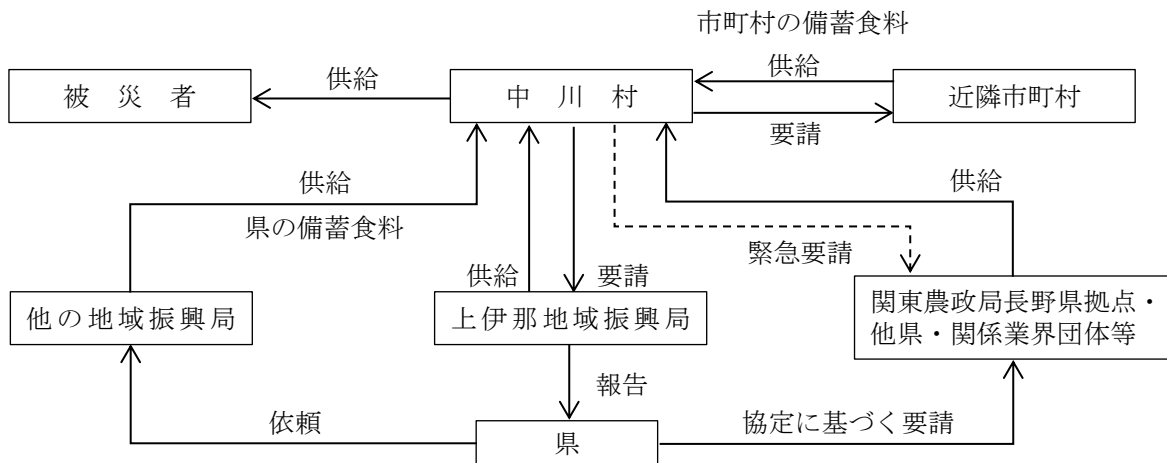 市町村の備蓄食料
供給
供給
被　災　者
中　川　村
近隣市町村
要請
供給
供給
県の備蓄食料
緊急要請
供給
要請
他の地域振興局
上伊那地域振興局
関東農政局長野県拠点・
他県・関係業界団体等
報告
依頼
協定に基づく要請
県